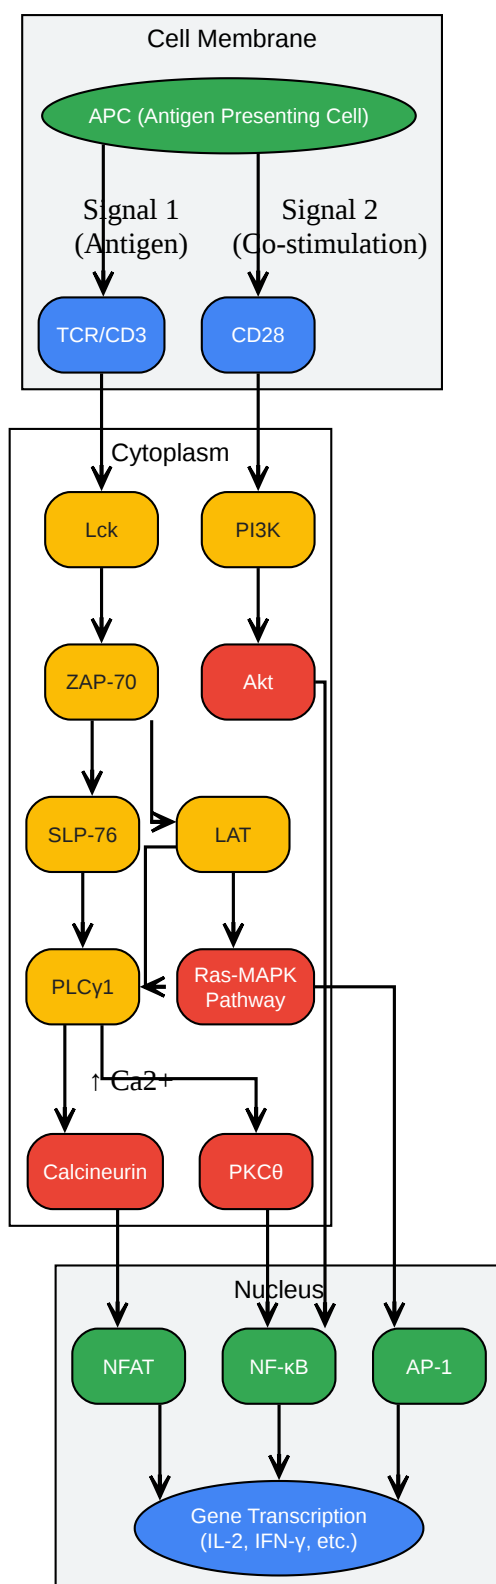 Cell Membrane
APC (Antigen Presenting Cell)
Signal 1
(Antigen)
Signal 2
(Co-stimulation)
TCR/CD3
CD28
Cytoplasm
Lck
PI3K
ZAP-70
Akt
SLP-76
LAT
PLCγ1
Ras-MAPK
Pathway
↑ Ca2+
Calcineurin
PKCθ
Nucleus
NFAT
NF-κB
AP-1
Gene Transcription
(IL-2, IFN-γ, etc.)